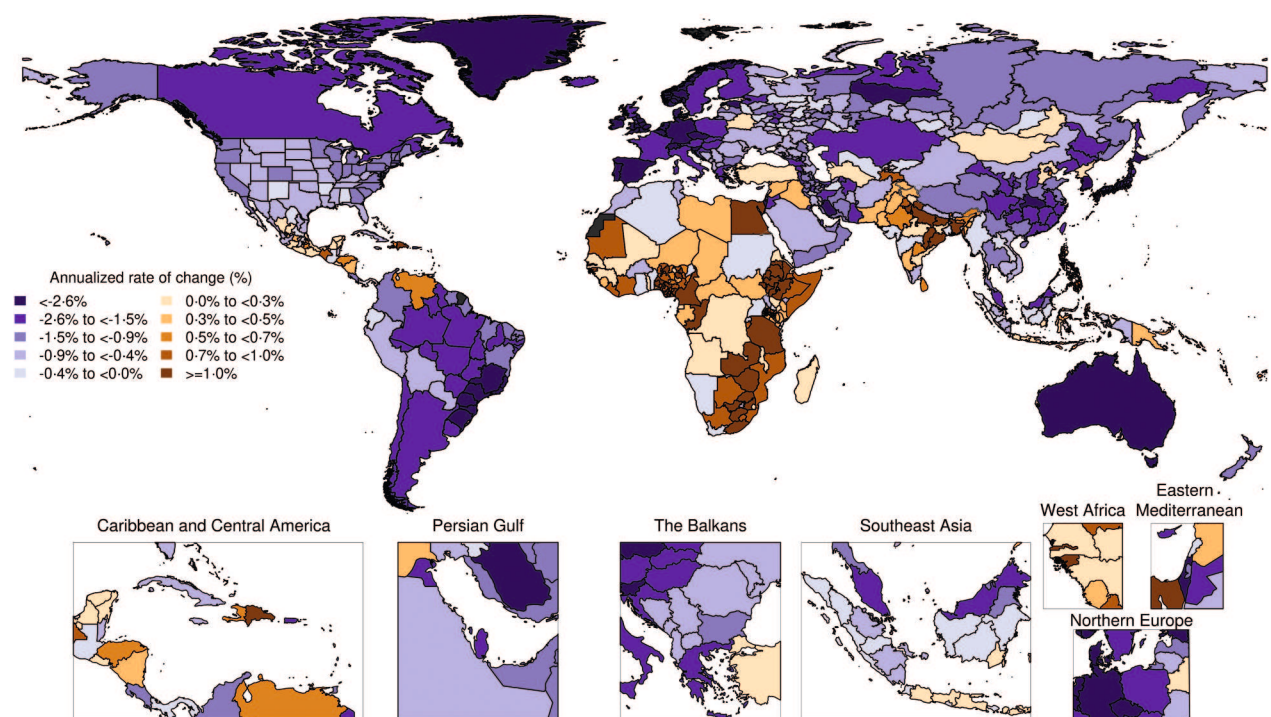 Annualized rate of change (%)
<-2·6%
-2·6% to <-1·5%
-1·5% to <-0·9%
-0·9% to <-0·4%
-0·4% to <0·0%
0·0% to <0·3%
0·3% to <0·5%
0·5% to <0·7%
0·7% to <1·0%
>=1·0%
Caribbean and Central America
Persian Gulf
The Balkans
Southeast Asia
West Africa
Eastern
Mediterranean
Northern Europe